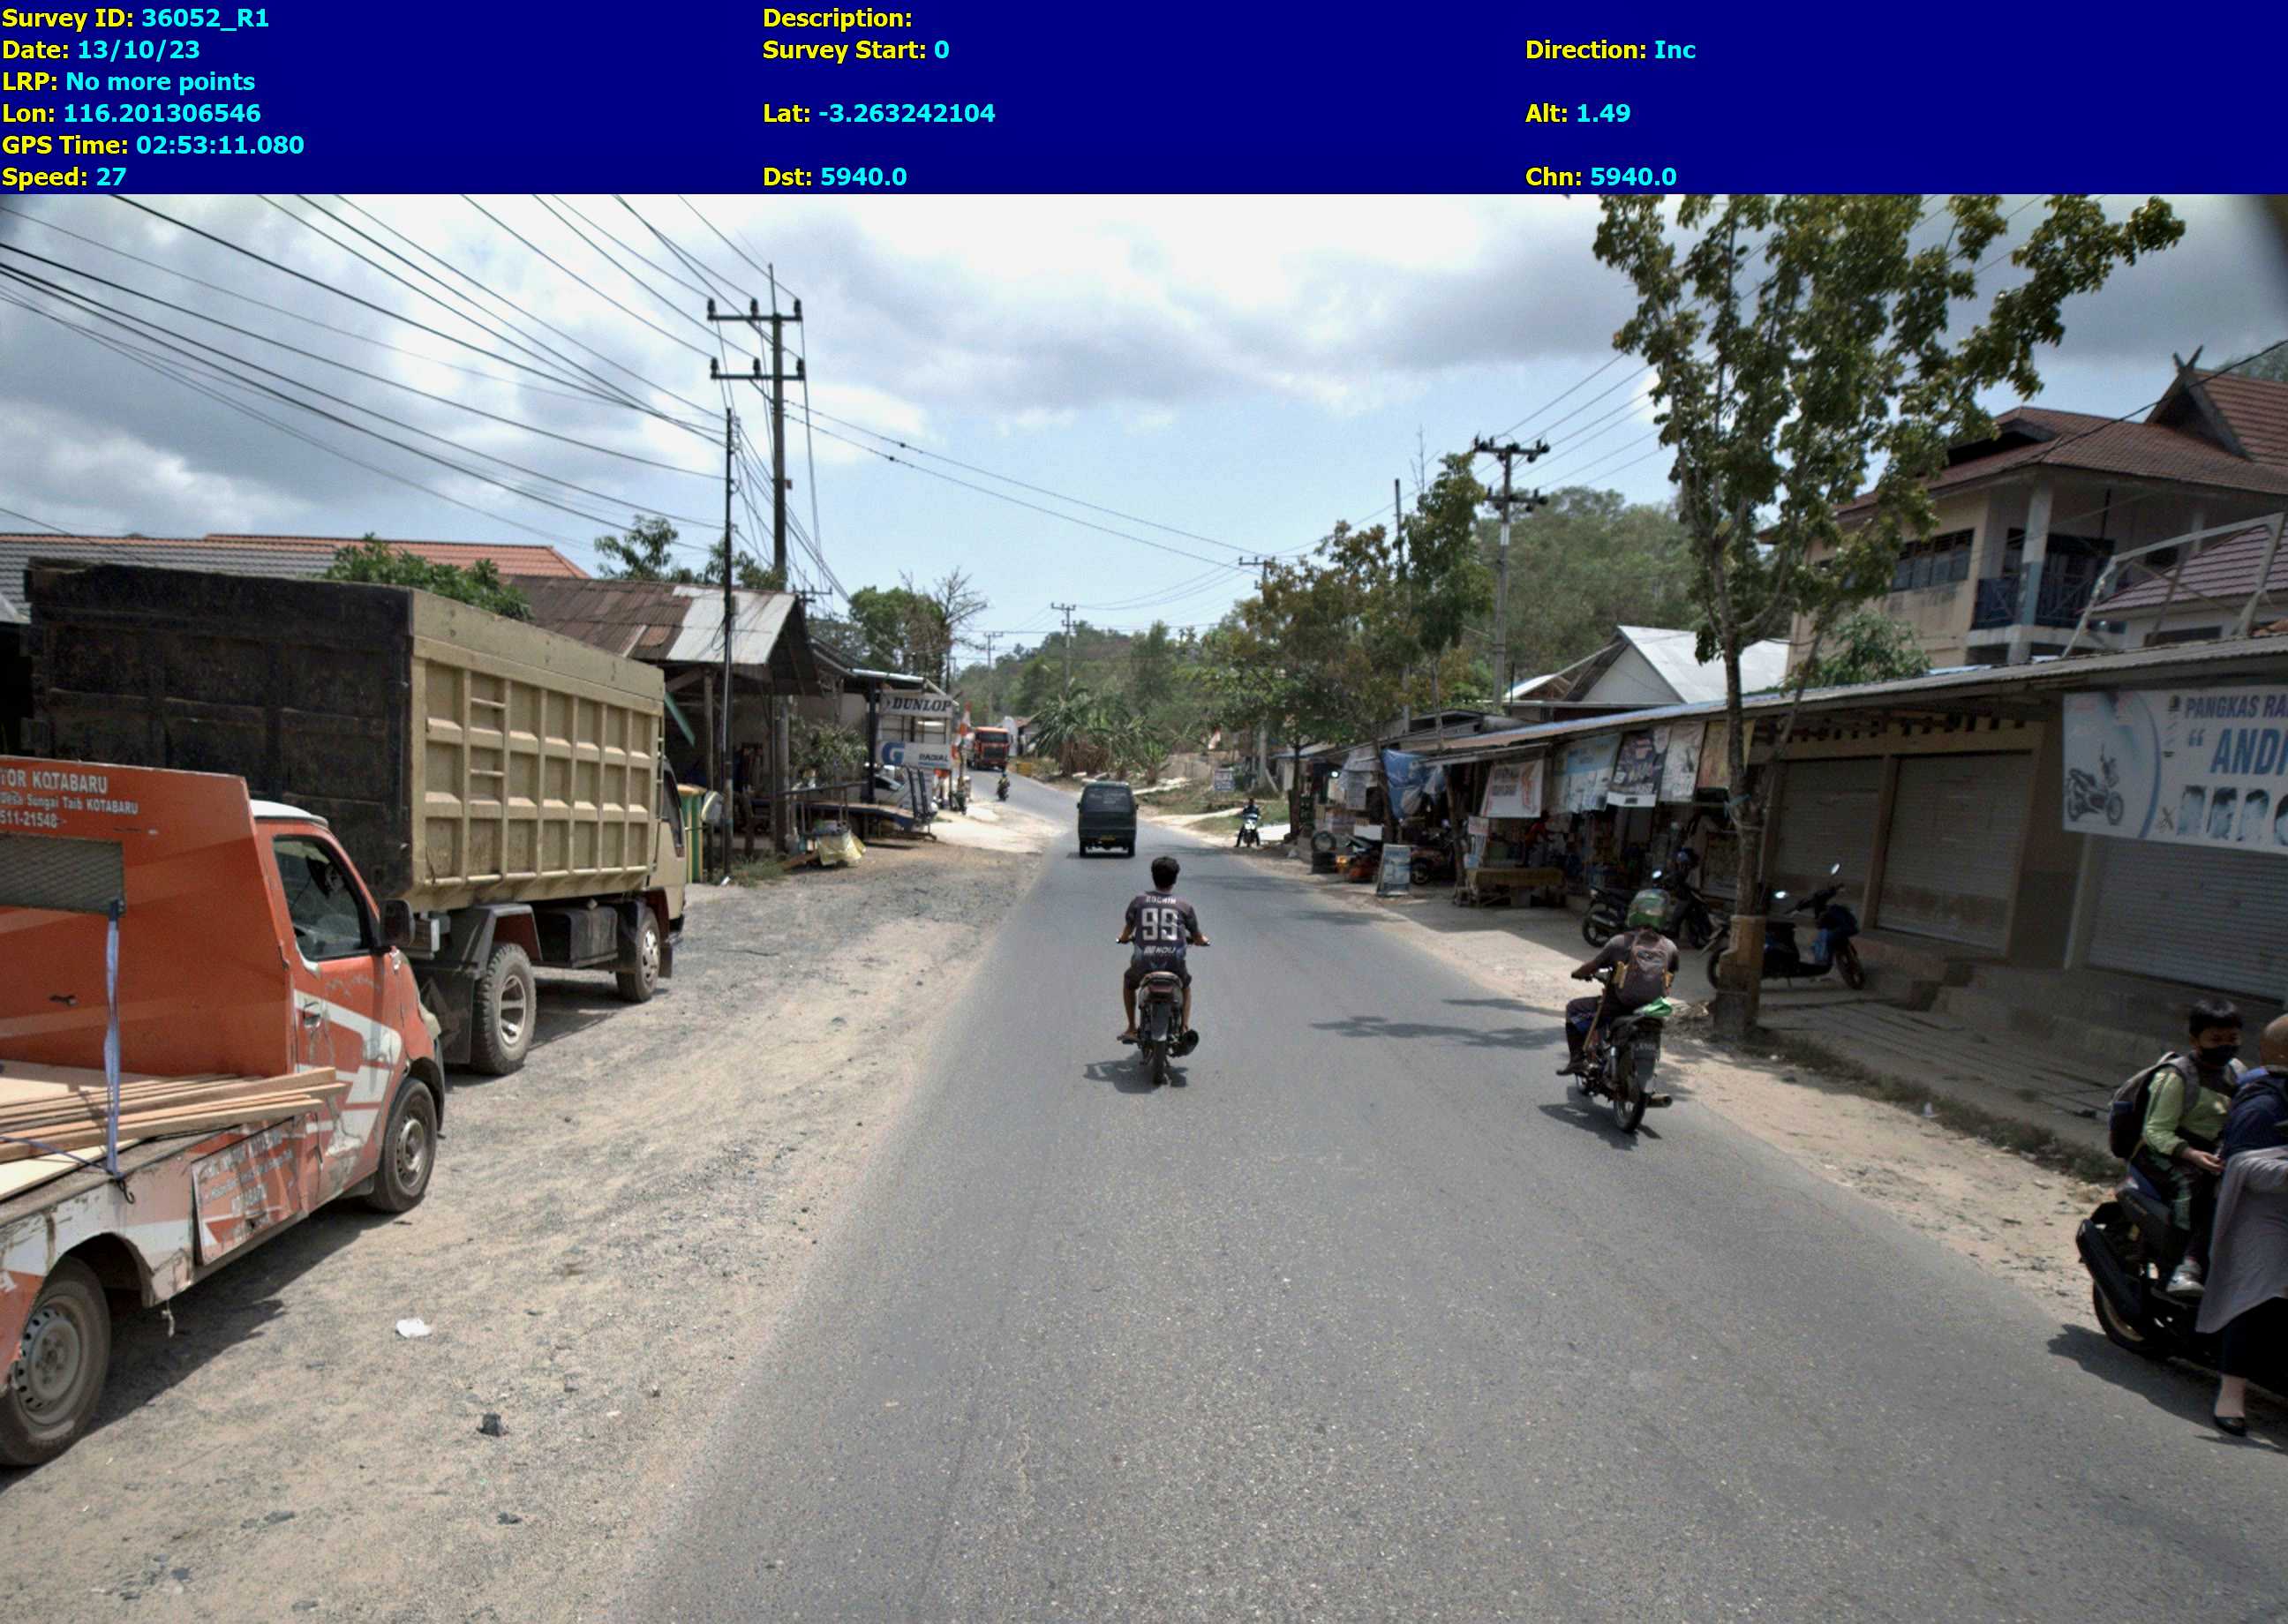 Survey ID: 36052_R1
Description:
Date: 13/10/23
Survey Start: 0
Direction: Inc
LRP: No more points
Lon: 116.201306546
Lat: -3.263242104
Alt: 1.49
GPS Time: 02:53:11.080
Speed: 27
Dst: 5940.0
Chn: 5940.0
DUNLOP
RADIAL
PANGKAS RA
“ ANDI
TOR KOTABARU
Desa Sungai Taib KOTABARU
511-21548
99